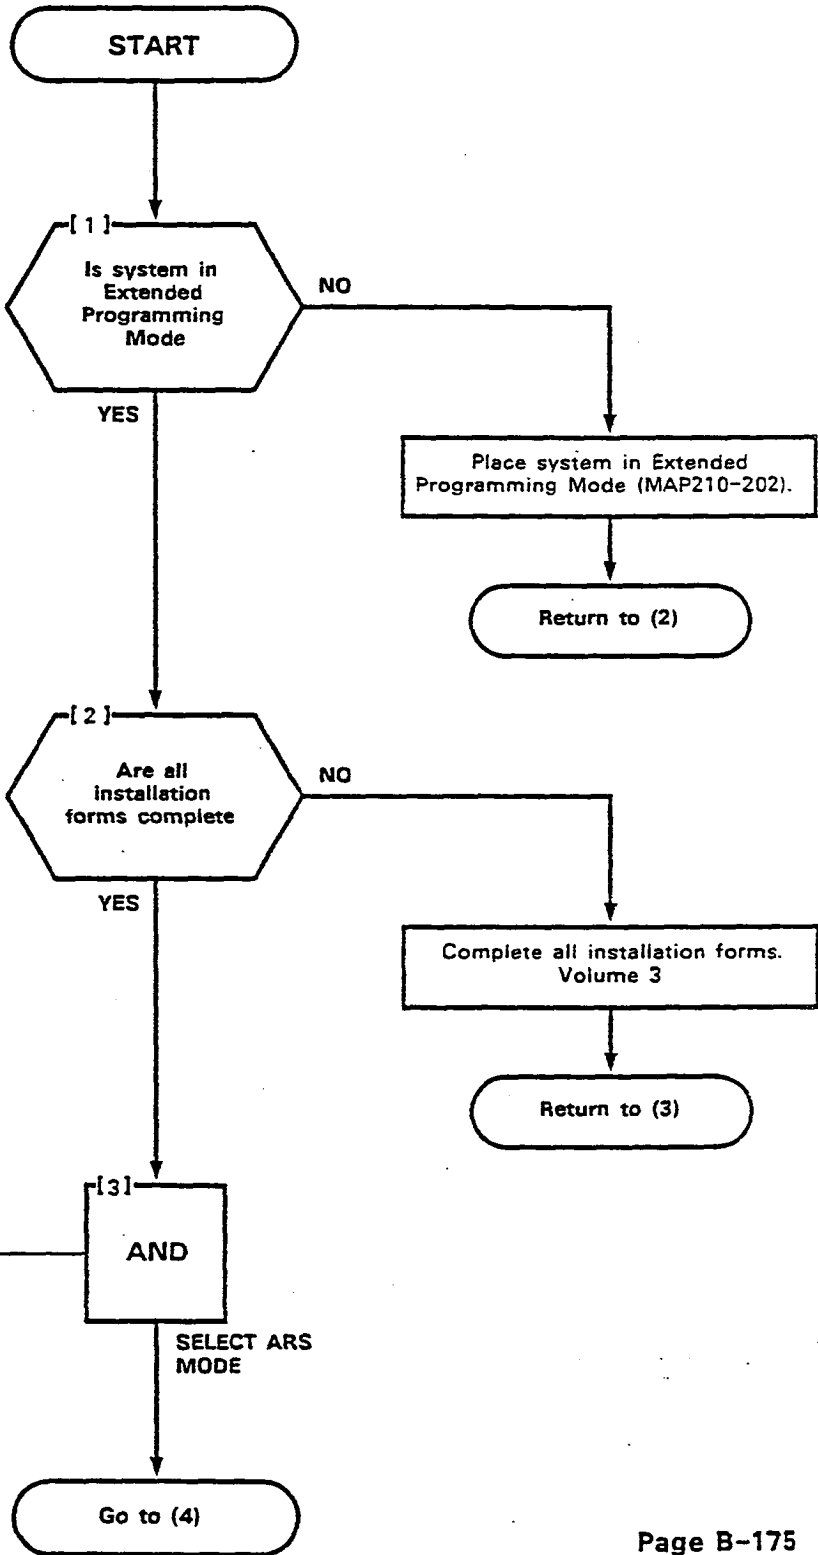 START
[1]
Is system in
Extended
Programming
Mode
NO
YES
Place system in Extended
Programming Mode (MAP210-202).
Return to (2)
[2]
Are all
installation
forms complete
NO
YES
Complete all installation forms.
Volume 3
Return to (3)
[3]
AND
SELECT ARS
MODE
Go to (4)
Page B-175